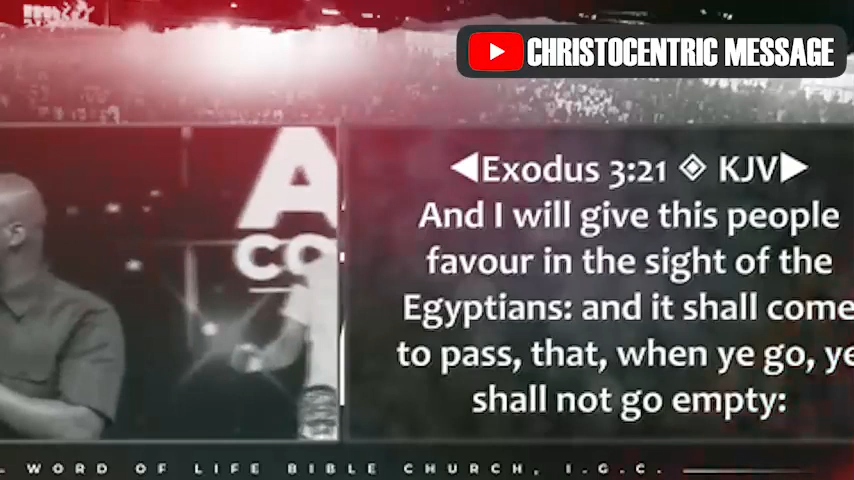 CHRISTOCENTRIC MESSAGE
◀Exodus 3:21 ◈ KJV▶
And I will give this people
favour in the sight of the
Egyptians: and it shall come
to pass, that, when ye go, ye
shall not go empty:
A
CO
WORD OF LIFE BIBLE CHURCH, I.G.C.